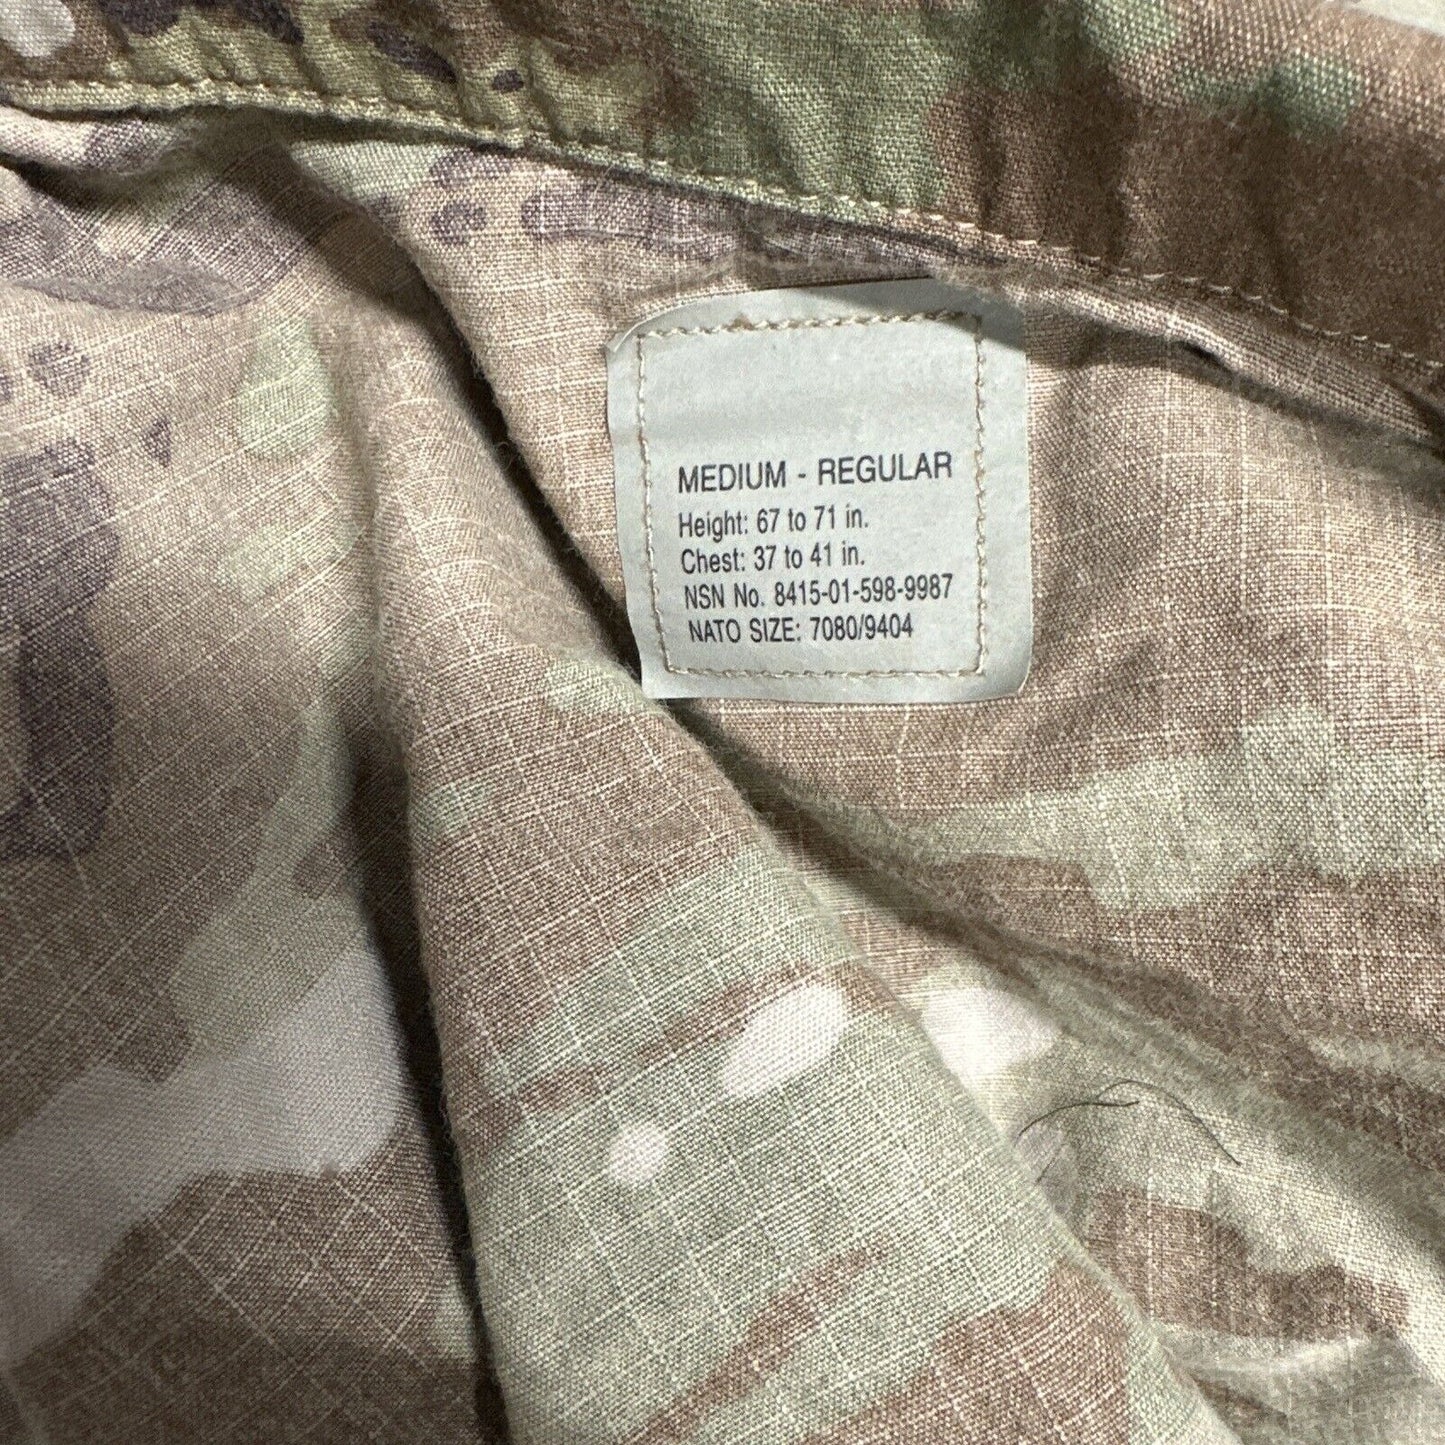 MEDIUM - REGULAR
Height: 67 to 71 in.
Chest: 37 to 41 in.
NSN No. 8415-01-598-9987
NATO SIZE: 7080/9404